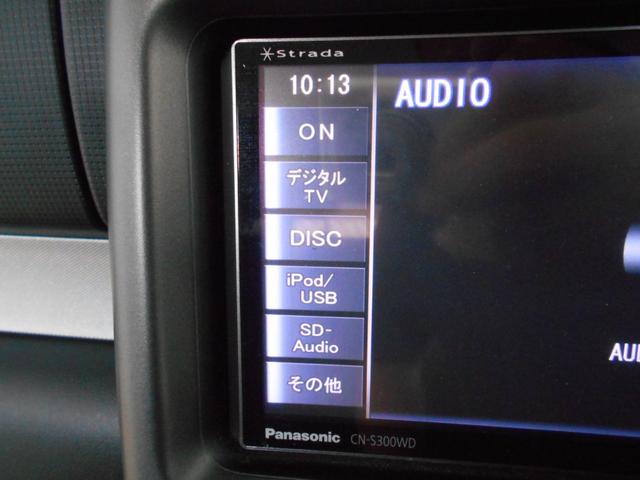 Strada
10:13
AUDIO
ON
デジタル
TV
DISC
iPod/
USB
SD-
Audio
その他
Panasonic CN-S300WD